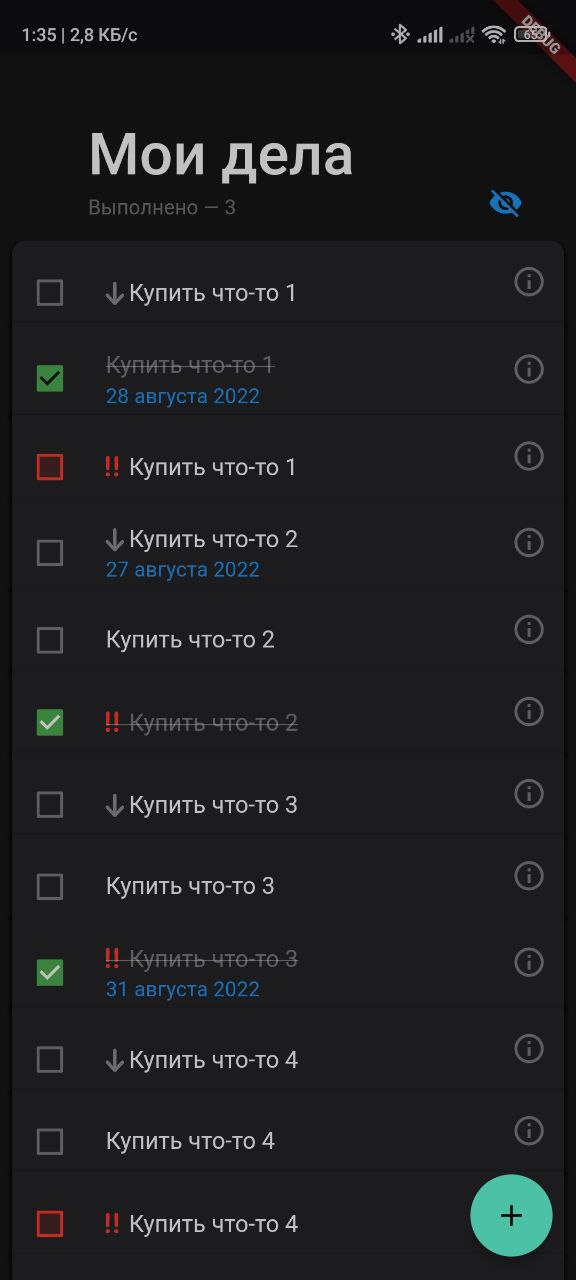 1:35 | 2,8 КБ/с
65
DEBUG
Мои дела
Выполнено — 3
Купить что-то 1
Купить что-то 1
28 августа 2022
!! Купить что-то 1
Купить что-то 2
27 августа 2022
Купить что-то 2
!! Купить что-то 2
Купить что-то 3
Купить что-то 3
!! Купить что-то 3
31 августа 2022
Купить что-то 4
Купить что-то 4
!! Купить что-то 4